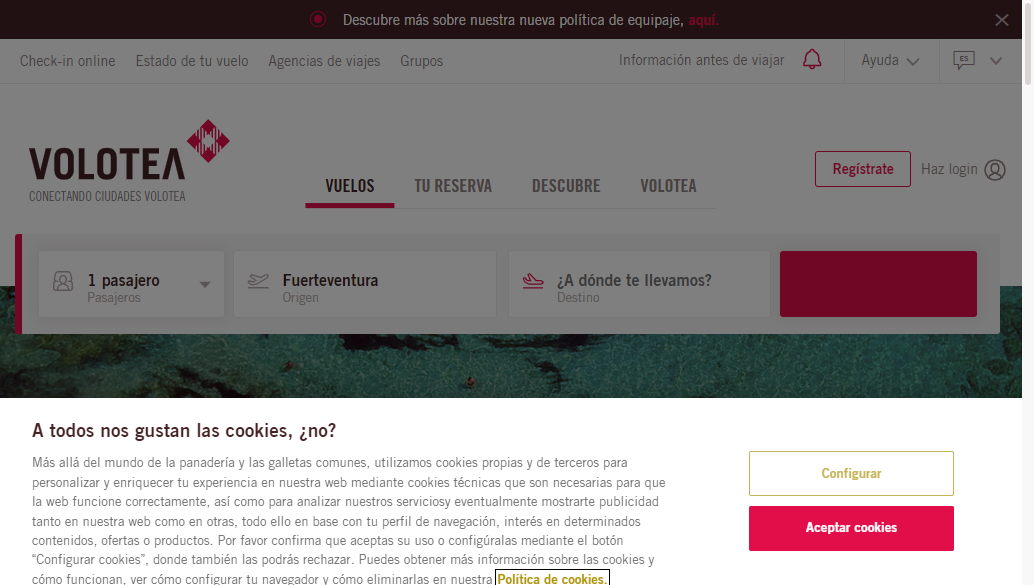 Descubre más sobre nuestra nueva política de equipaje, aquí.
Check-in online Estado de tu vuelo Agencias de viajes Grupos Información antes de viajar Ayuda ES
VOLOTEA
CONECTANDO CIUDADES VOLOTEA
VUELOS TU RESERVA DESCUBRE VOLOTEA
Regístrate Haz login
1 pasajero
Pasajeros
Fuerteventura
Origen
¿A dónde te llevamos?
Destino
A todos nos gustan las cookies, ¿no?
Más allá del mundo de la panadería y las galletas comunes, utilizamos cookies propias y de terceros para
personalizar y enriquecer tu experiencia en nuestra web mediante cookies técnicas que son necesarias para que
la web funcione correctamente, así como para analizar nuestros serviciosy eventualmente mostrarte publicidad
tanto en nuestra web como en otras, todo ello en base con tu perfil de navegación, interés en determinados
contenidos, ofertas o productos. Por favor confirma que aceptas su uso o configúralas mediante el botón
“Configurar cookies”, donde también las podrás rechazar. Puedes obtener más información sobre las cookies y
cómo funcionan, ver cómo configurar tu navegador y cómo eliminarlas en nuestra Política de cookies.
Configurar
Aceptar cookies